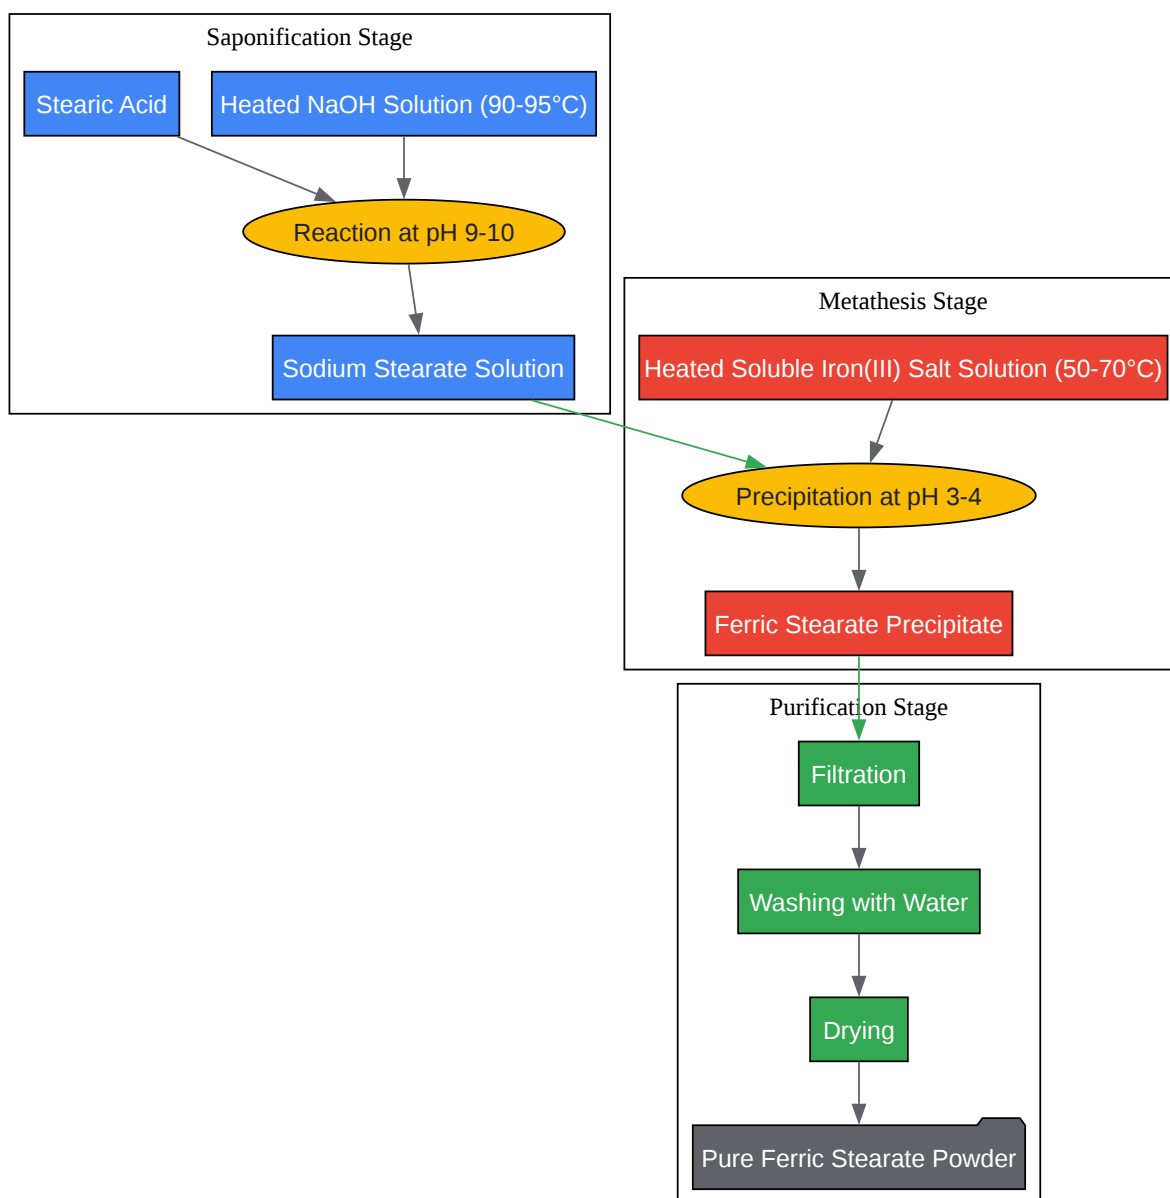 Saponification Stage
Stearic Acid
Heated NaOH Solution (90-95°C)
Reaction at pH 9-10
Sodium Stearate Solution
Metathesis Stage
Heated Soluble Iron(III) Salt Solution (50-70°C)
Precipitation at pH 3-4
Ferric Stearate Precipitate
Purification Stage
Filtration
Washing with Water
Drying
Pure Ferric Stearate Powder